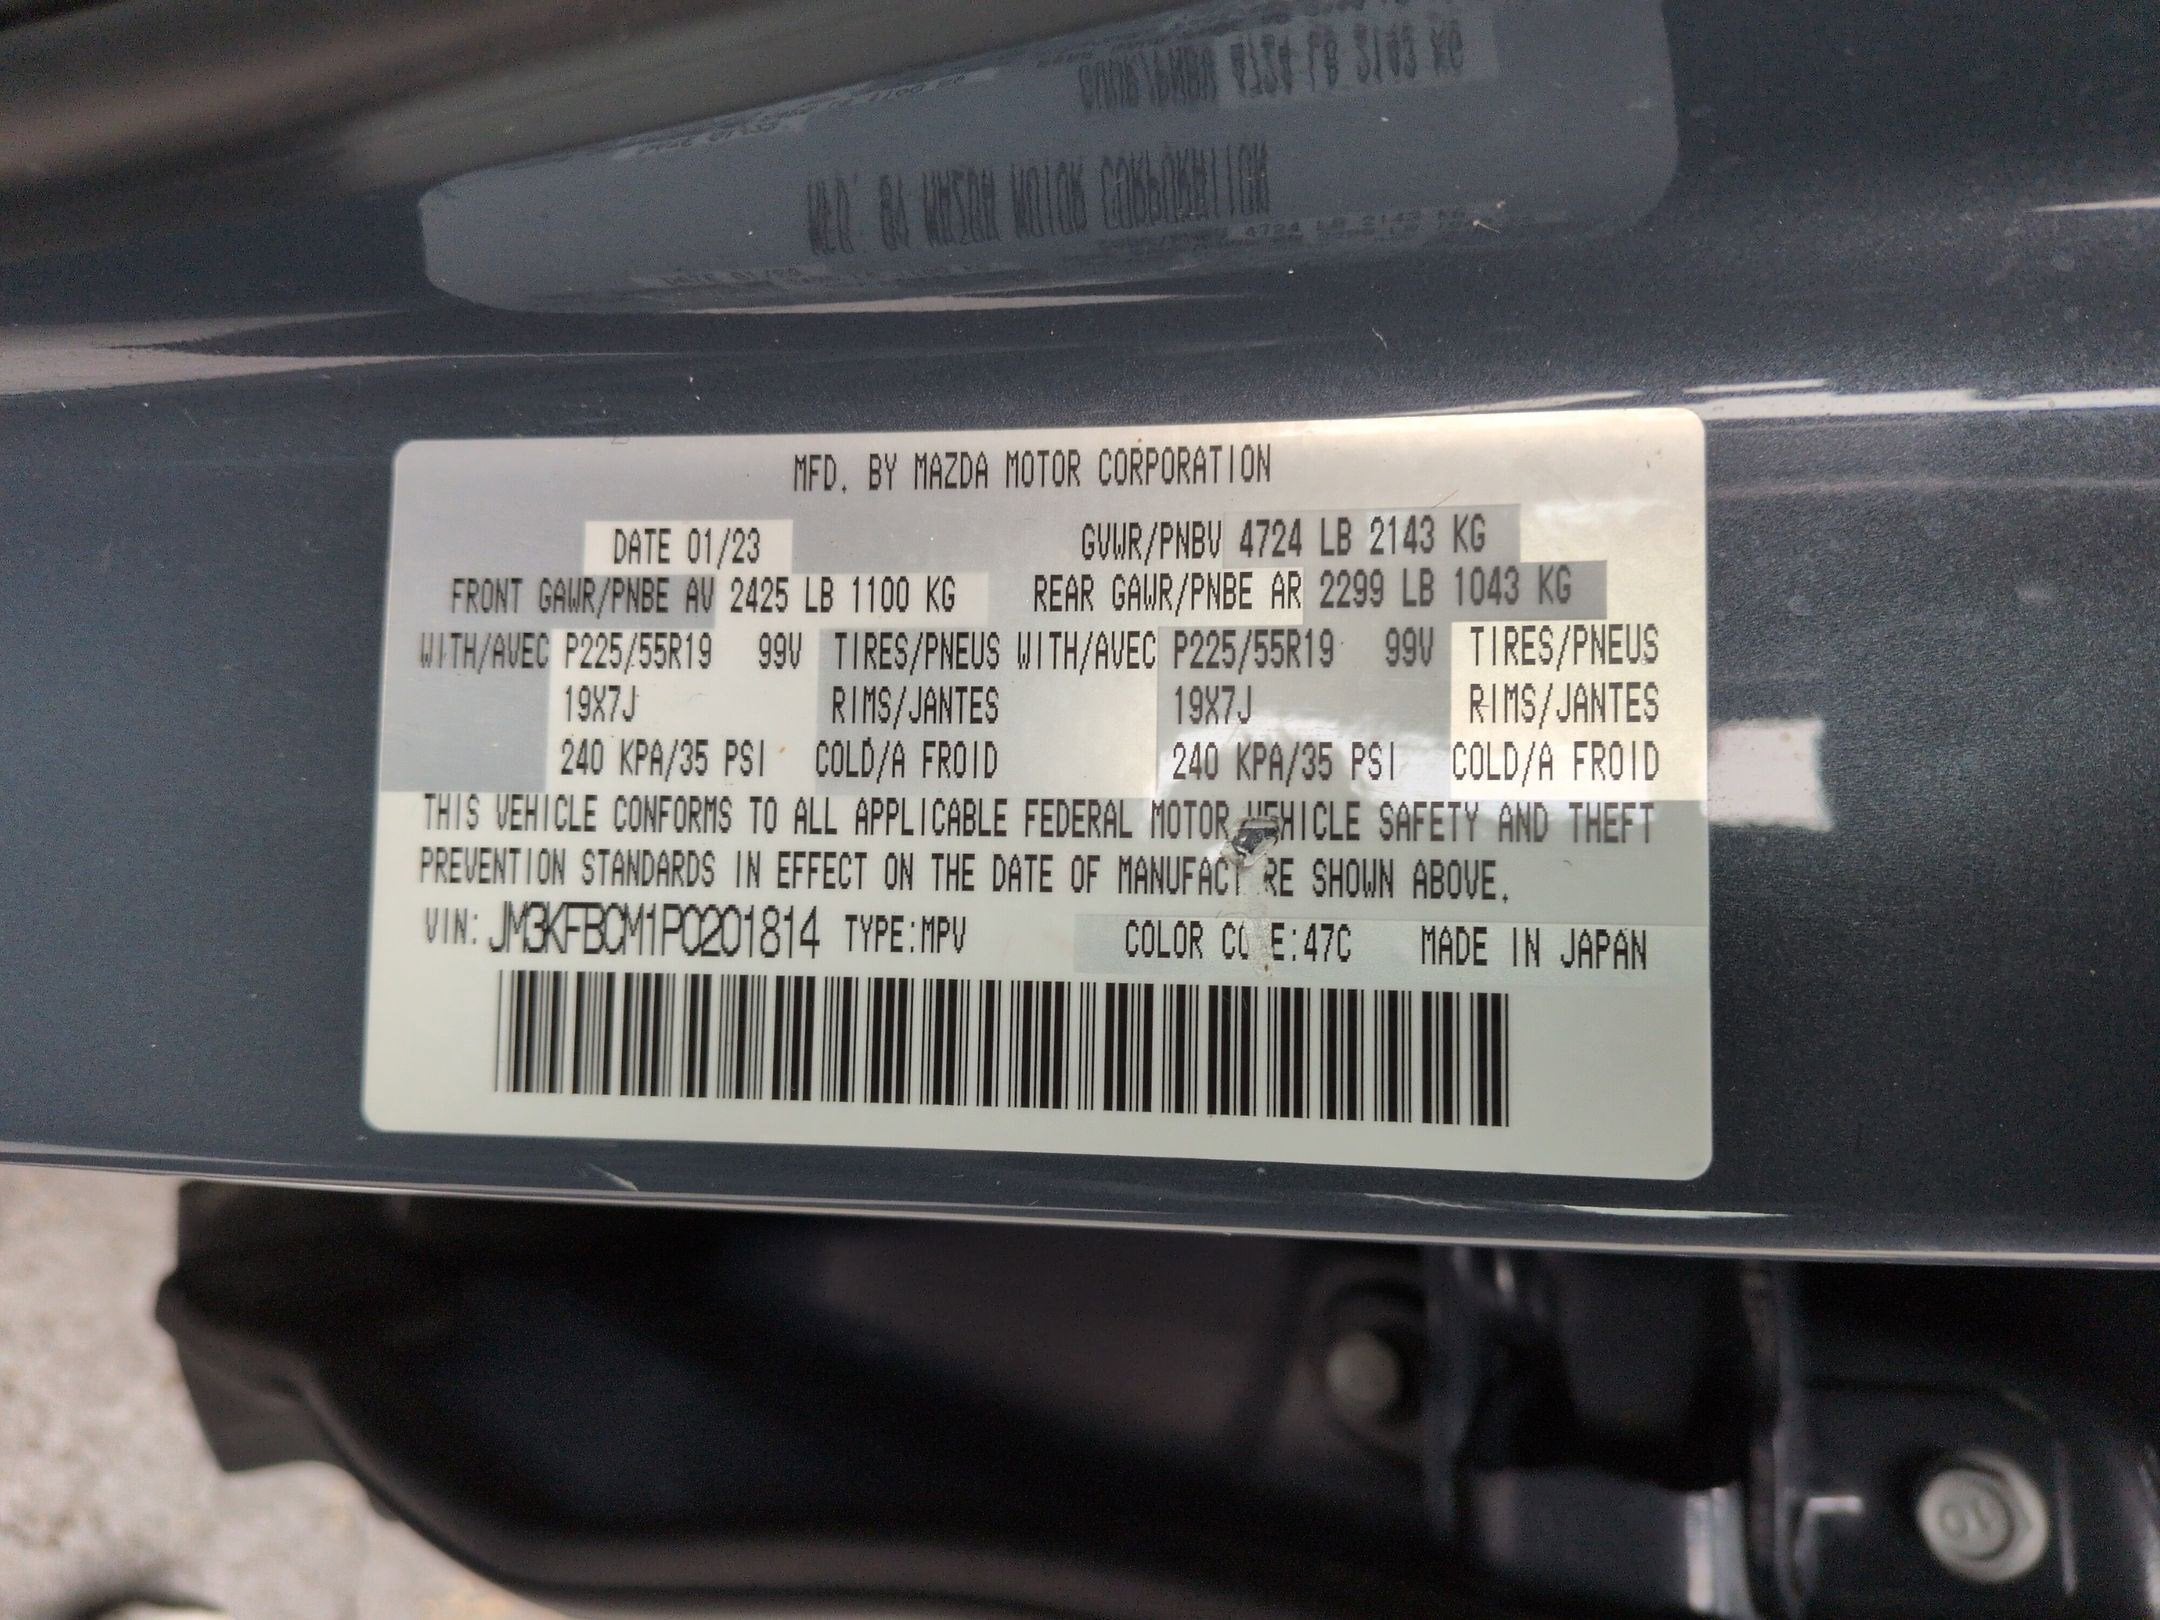 MFD. BY MAZDA MOTOR CORPORATION
DATE 01/23 GVWR/PNBV 4724 LB 2143 KG
FRONT GAWR/PNBE AV 2425 LB 1100 KG REAR GAWR/PNBE AR 2299 LB 1043 KG
WITH/AVEC P225/55R19 99V TIRES/PNEUS WITH/AVEC P225/55R19 99V TIRES/PNEUS
19X7J RIMS/JANTES 19X7J RIMS/JANTES
240 KPA/35 PSI COLD/A FROID 240 KPA/35 PSI COLD/A FROID
THIS VEHICLE CONFORMS TO ALL APPLICABLE FEDERAL MOTOR VEHICLE SAFETY AND THEFT
PREVENTION STANDARDS IN EFFECT ON THE DATE OF MANUFACTURE SHOWN ABOVE.
VIN: JM3KFBCM1P0201814 TYPE:MPV COLOR CODE:47C MADE IN JAPAN